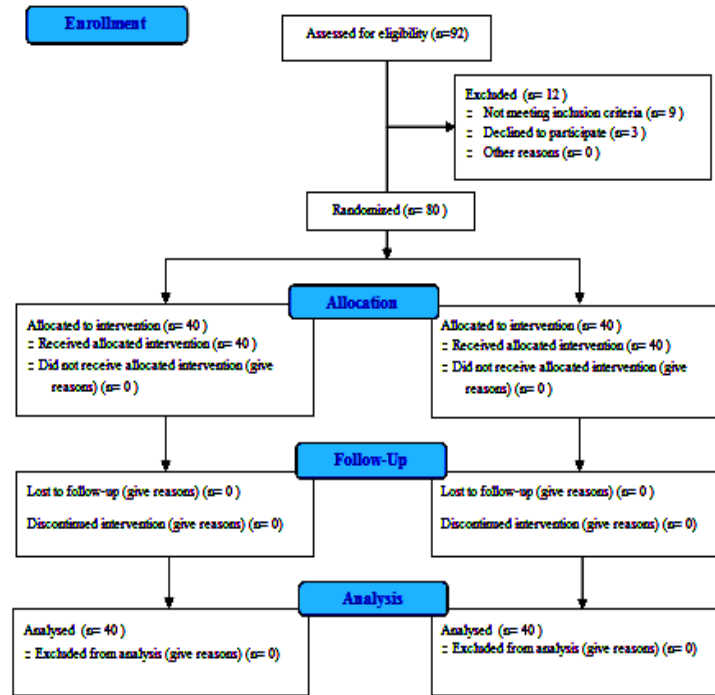 Enrollment
Assessed for eligibility (n=92)
Excluded (n= 12 )
:: Not meeting inclusion criteria (n= 9 )
:: Declined to participate (n= 3 )
:: Other reasons (n= 0 )
Randomized (n= 80 )
Allocation
Allocated to intervention (n= 40 )
:: Received allocated intervention (n= 40 )
:: Did not receive allocated intervention (give
reasons) (n= 0 )
Allocated to intervention (n= 40 )
:: Received allocated intervention (n= 40 )
:: Did not receive allocated intervention (give
reasons) (n= 0 )
Follow-Up
Lost to follow-up (give reasons) (n= 0 )
Discontinued intervention (give reasons) (n= 0)
Lost to follow-up (give reasons) (n= 0 )
Discontinued intervention (give reasons) (n= 0)
Analysis
Analysed (n= 40 )
:: Excluded from analysis (give reasons) (n= 0)
Analysed (n= 40 )
:: Excluded from analysis (give reasons) (n= 0)